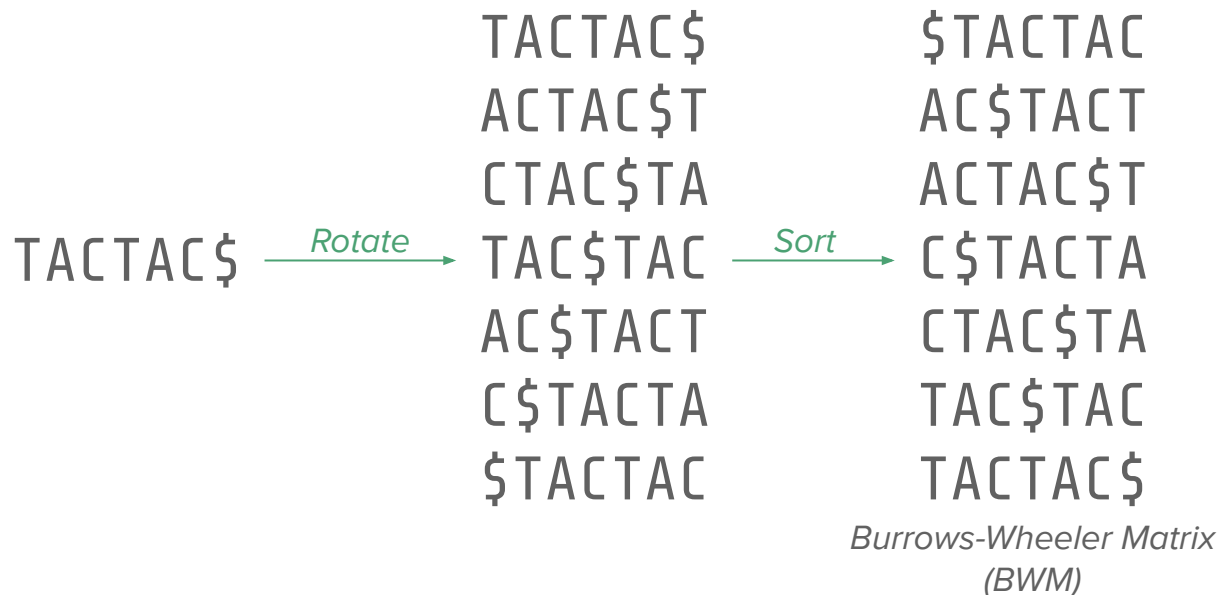 TACTAC$
Rotate
TACTAC$
ACTAC$T
CTAC$TA
TAC$TAC
AC$TACT
C$TACTA
$TACTAC
Sort
$TACTAC
AC$TACT
ACTAC$T
C$TACTA
CTAC$TA
TAC$TAC
TACTAC$
Burrows-Wheeler Matrix
(BWM)